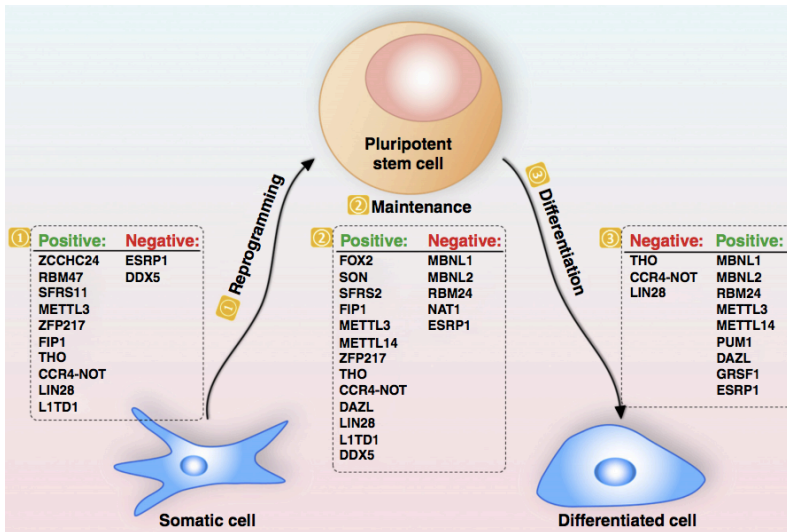 Pluripotent
stem cell
② Maintenance
① Reprogramming
③ Differentiation
①
Positive: Negative:
ZCCHC24 ESRP1
RBM47 DDX5
SFRS11
METTL3
ZFP217
FIP1
THO
CCR4-NOT
LIN28
L1TD1
②
Positive: Negative:
FOX2 MBNL1
SON MBNL2
SFRS2 RBM24
FIP1 NAT1
METTL3 ESRP1
METTL14
ZFP217
THO
CCR4-NOT
DAZL
LIN28
L1TD1
DDX5
③
Negative: Positive:
THO MBNL1
CCR4-NOT MBNL2
LIN28 RBM24
METTL3
METTL14
PUM1
DAZL
GRSF1
ESRP1
Somatic cell
Differentiated cell